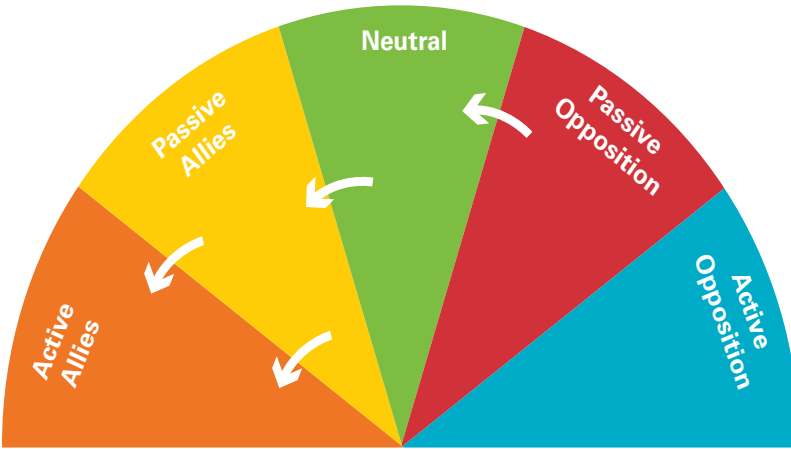 Active
Allies
Passive
Allies
Neutral
Passive
Opposition
Active
Opposition